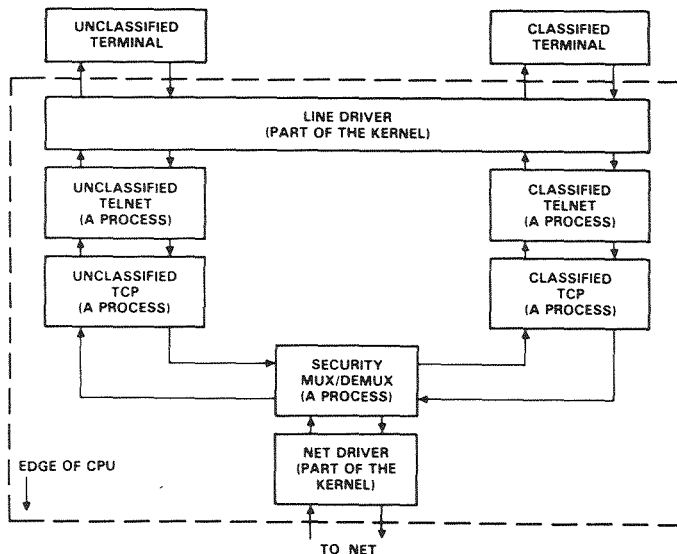 UNCLASSIFIED
TERMINAL
CLASSIFIED
TERMINAL
LINE DRIVER
(PART OF THE KERNEL)
UNCLASSIFIED
TELNET
(A PROCESS)
CLASSIFIED
TELNET
(A PROCESS)
UNCLASSIFIED
TCP
(A PROCESS)
CLASSIFIED
TCP
(A PROCESS)
SECURITY
MUX/DEMUX
(A PROCESS)
NET DRIVER
(PART OF THE
KERNEL)
EDGE OF CPU
TO NET